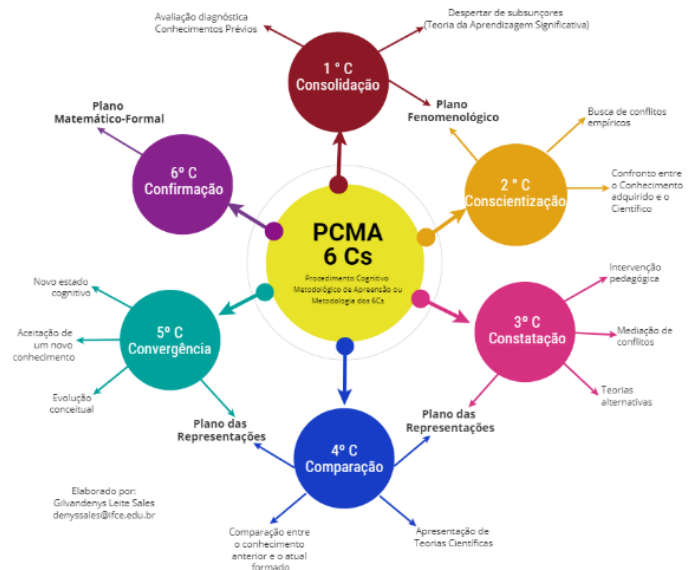 Avaliação diagnóstica
Conhecimentos Prévios
Despertar de subsunçores
(Teoria da Aprendizagem Significativa)
1 ° C
Consolidação
Plano
Fenomenológico
Plano
Matemático-Formal
Busca de conflitos
empíricos
6º C
Confirmação
2 ° C
Conscientização
Confronto entre
o Conhecimento
adquirido e o
Científico
PCMA
6 Cs
Procedimento Cognitivo
Metodológico de Apreensão ou
Metodologia dos 6Cs
Novo estado
cognitivo
Intervenção
pedagógica
5º C
Convergência
3º C
Constatação
Aceitação de
um novo
conhecimento
Mediação de
conflitos
Evolução
conceitual
Teorias
alternativas
Plano das
Representações
Plano das
Representações
4º C
Comparação
Elaborado por:
Gilvandenys Leite Sales
denyssales@ifce.edu.br
Comparação entre
o conhecimento
anterior e o atual
formado
Apresentação de
Teorias Científicas